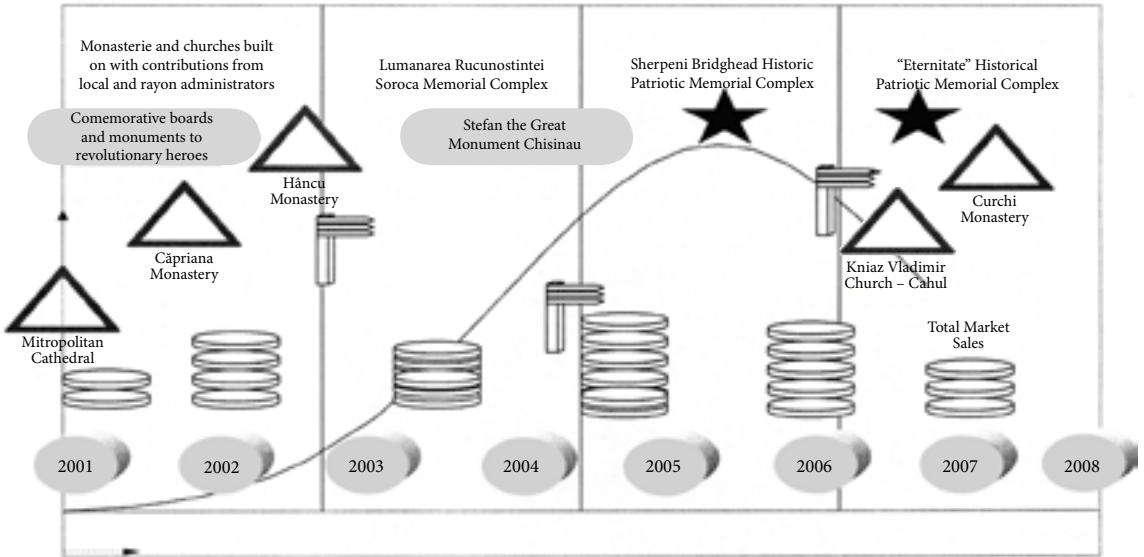 Monasterie and churches built
on with contributions from
local and rayon administrators
Comemorative boards
and monuments to
revolutionary heroes
Hâncu
Monastery
Căpriana
Monastery
Mitropolitan
Cathedral
Lumanarea Rucunostintei
Soroca Memorial Complex
Stefan the Great
Monument Chisinau
Sherpeni Bridghead Historic
Patriotic Memorial Complex
“Eternitate” Historical
Patriotic Memorial Complex
Curchi
Monastery
Kniaz Vladimir
Church – Cahul
Total Market
Sales
2001
2002
2003
2004
2005
2006
2007
2008